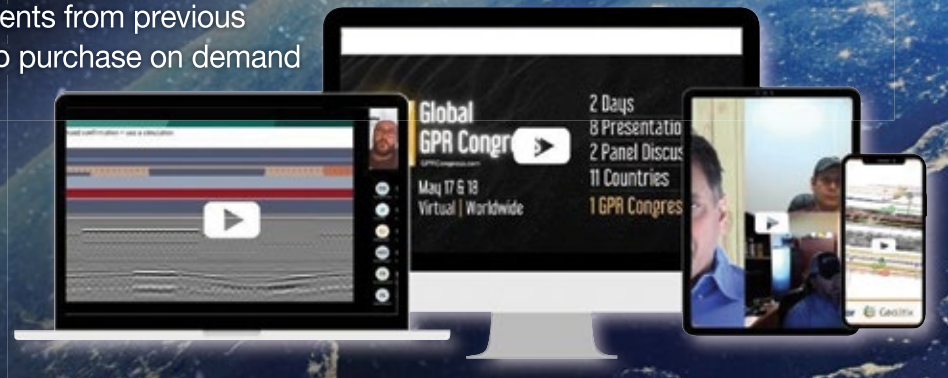 ents from previous
o purchase on demand
Global
GPR Congr
GPRCongress.com
May 17 & 18
Virtual | Worldwide
2 Days
8 Presentatio
2 Panel Discus
11 Countries
1 GPR Congres
Geolitix